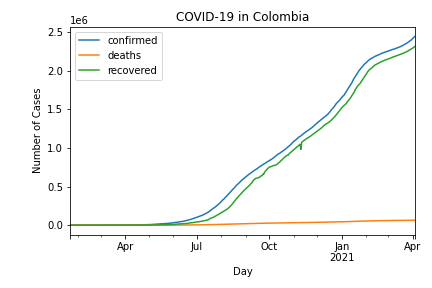 COVID-19 in Colombia
1e6
2.5
2.0
1.5
1.0
0.5
0.0
Number of Cases
confirmed
deaths
recovered
Apr
Jul
Oct
Jan
2021
Apr
Day